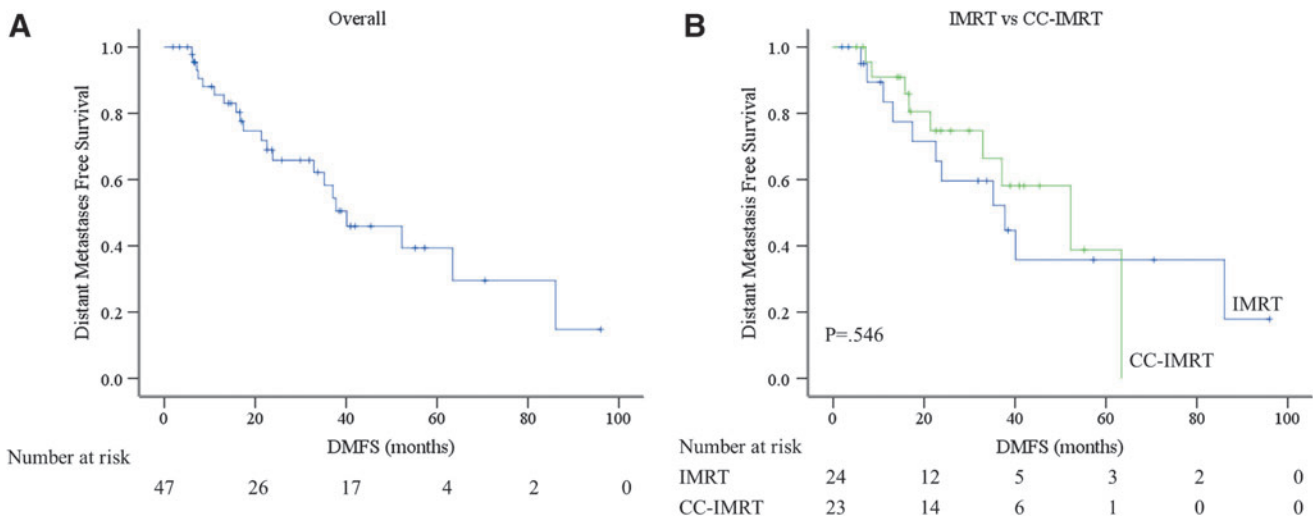 A
Overall
Distant Metastases Free Survival
1.0
0.8
0.6
0.4
0.2
0.0
0 20 40 60 80 100
DMFS (months)
Number at risk
47 26 17 4 2 0
B
IMRT vs CC-IMRT
Distant Metastasis Free Survival
1.0
0.8
0.6
0.4
0.2
0.0
P=.546
IMRT
CC-IMRT
0 20 40 60 80 100
DMFS (months)
Number at risk
IMRT 24 12 5 3 2 0
CC-IMRT 23 14 6 1 0 0